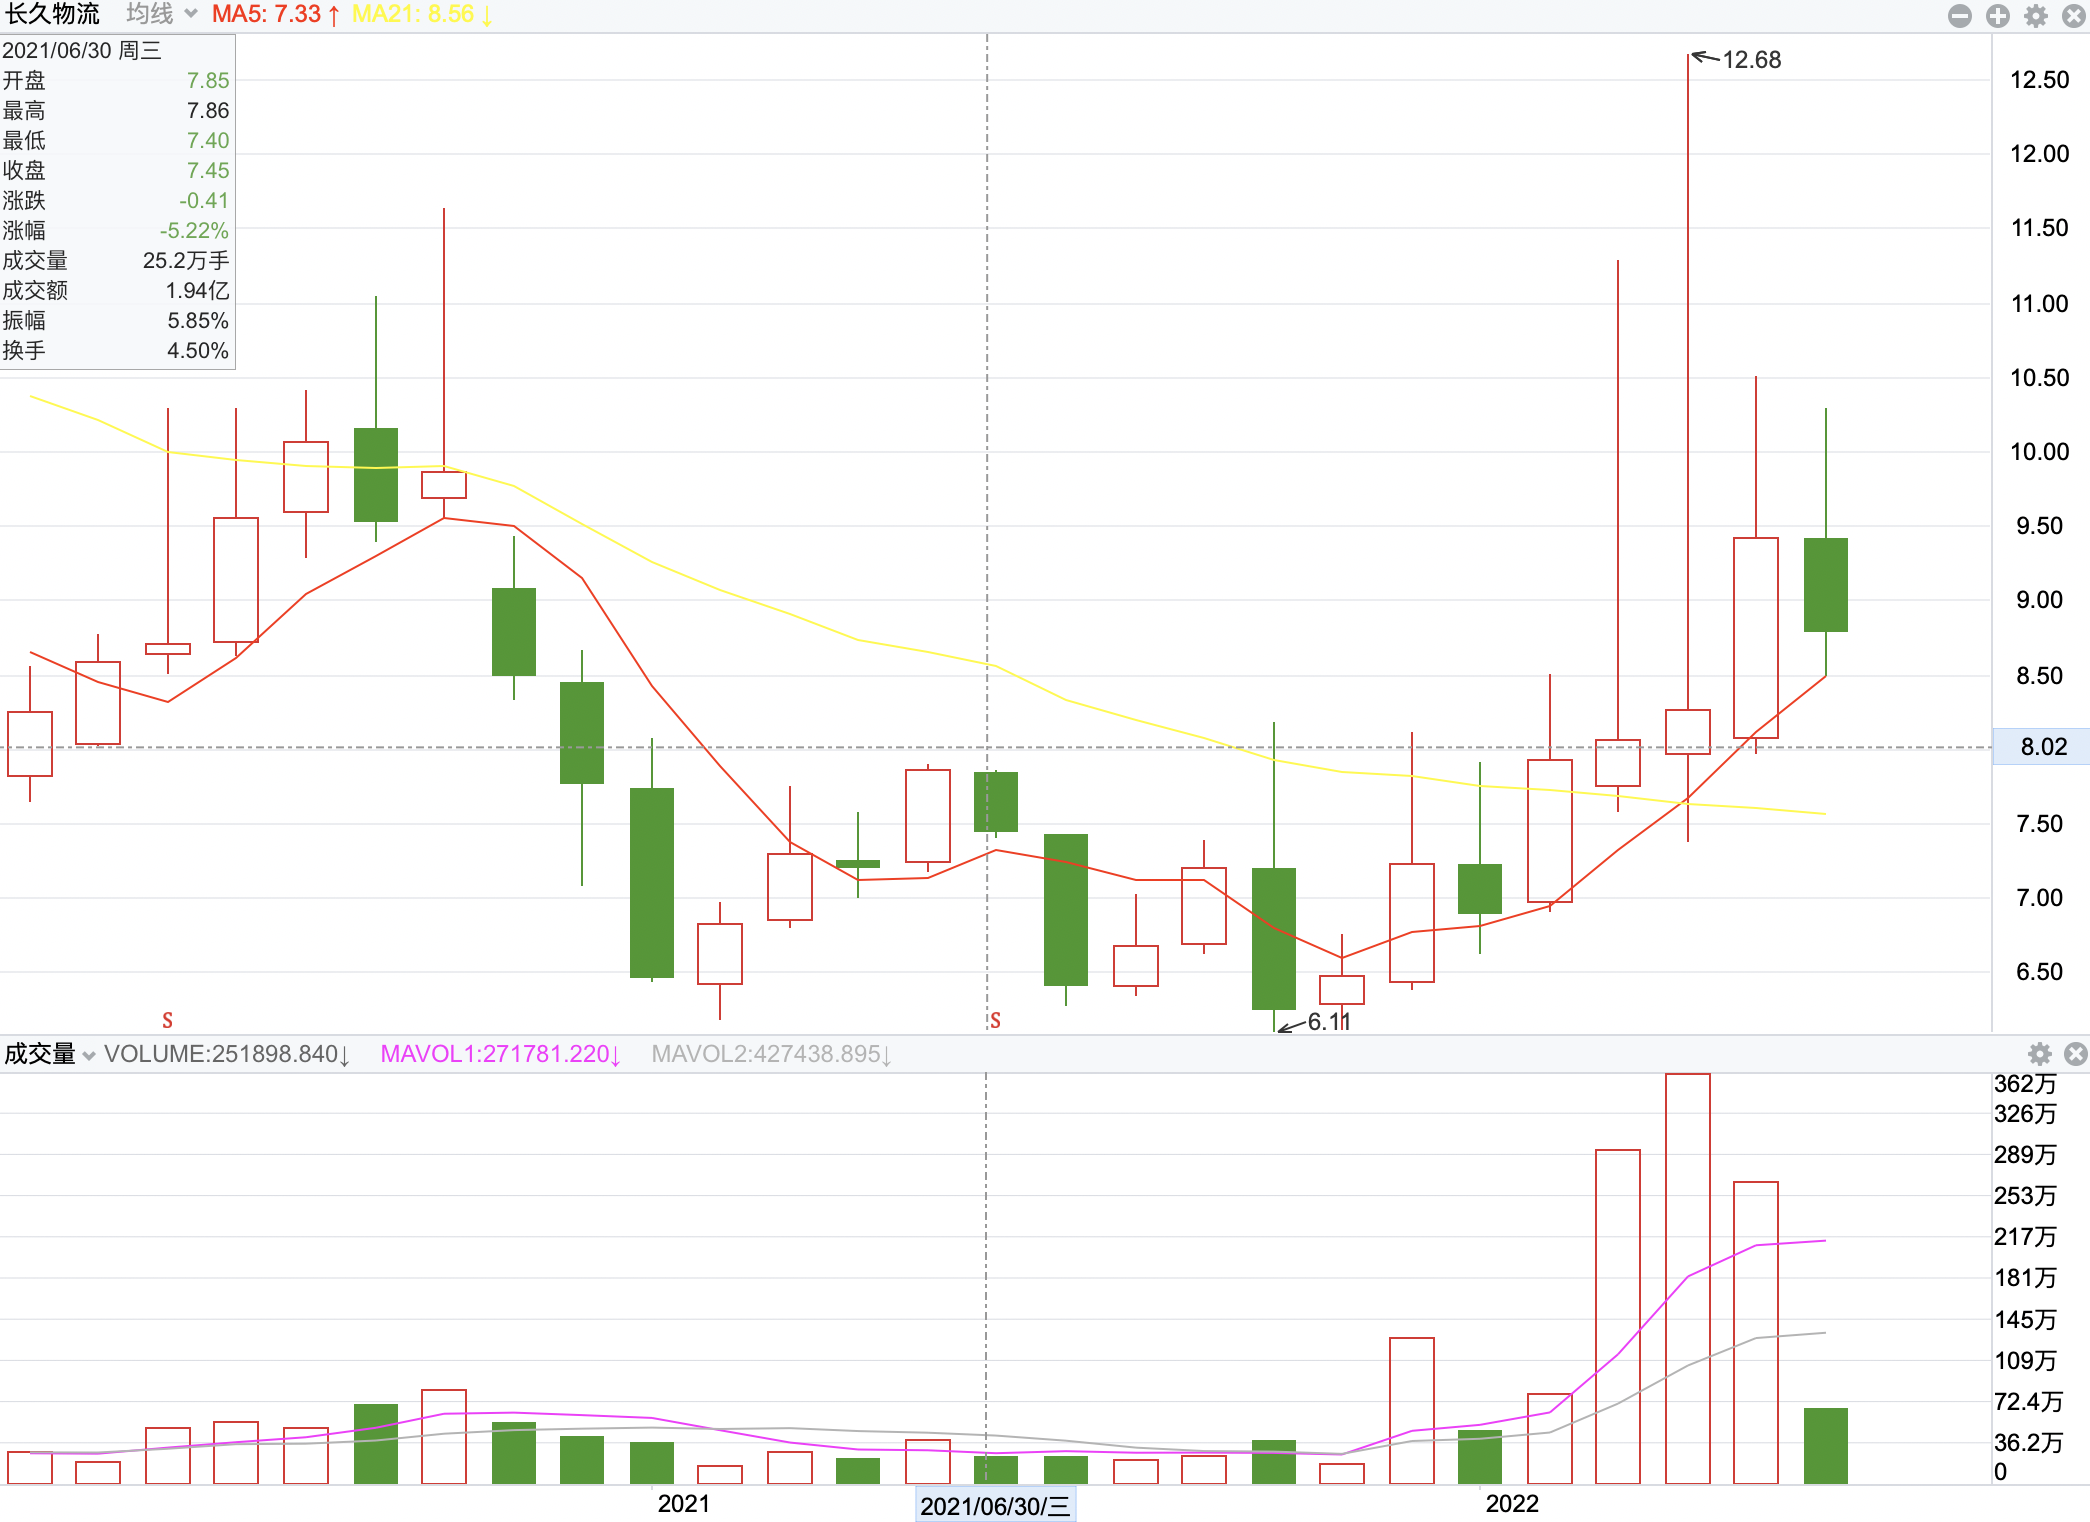 长久物流 均线 MA5: 7.33 ↑ MA21: 8.56 ↓
2021/06/30 周三
开盘 7.85
最高 7.86
最低 7.40
收盘 7.45
涨跌 -0.41
涨幅 -5.22%
成交量 25.2万手
成交额 1.94亿
振幅 5.85%
换手 4.50%
12.68
12.50
12.00
11.50
11.00
10.50
10.00
9.50
9.00
8.50
8.02
7.50
7.00
6.50
S
S
6.11
成交量 VOLUME:251898.840↓ MAVOL1:271781.220↓ MAVOL2:427438.895↓
362万
326万
289万
253万
217万
181万
145万
109万
72.4万
36.2万
0
2021 2021/06/30/三 2022